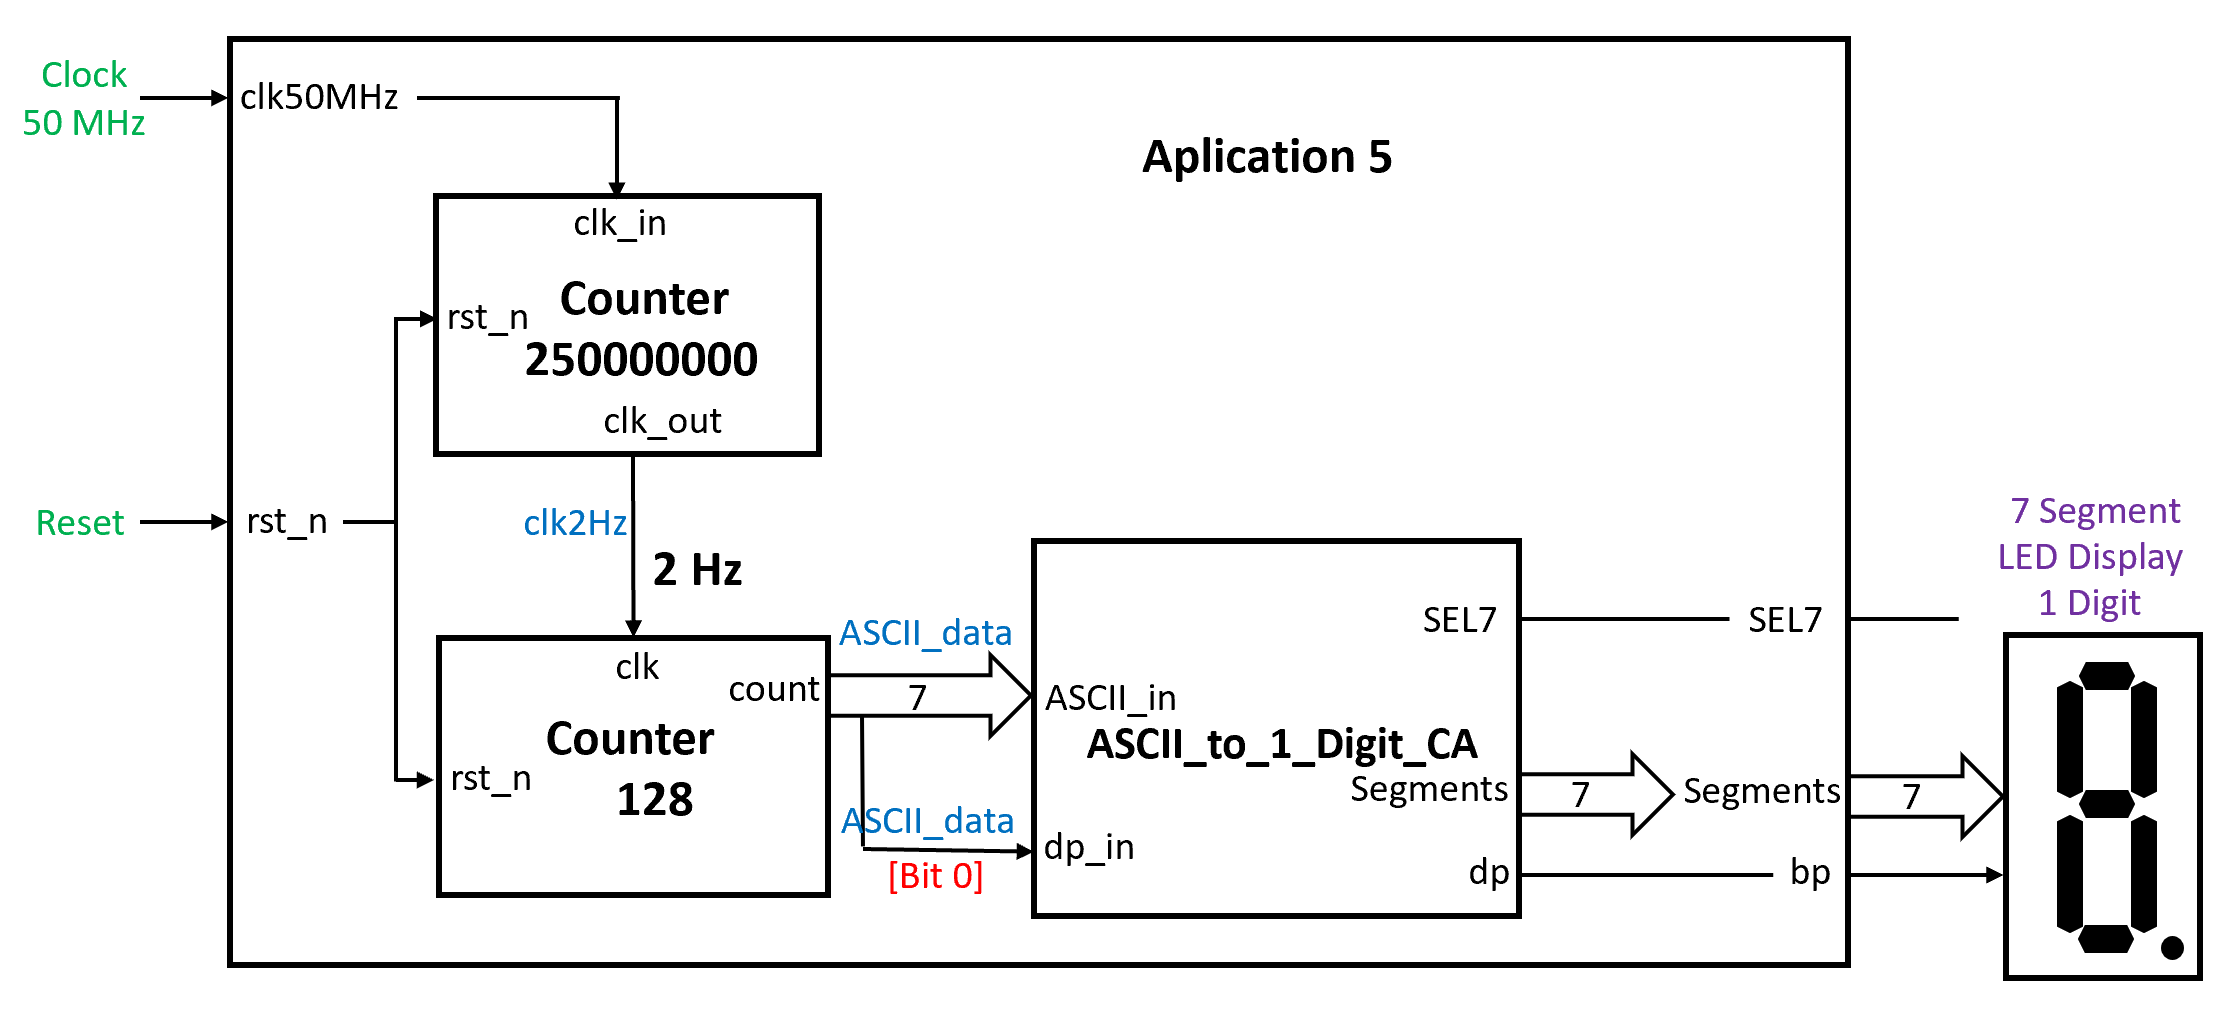 Clock
50 MHz
clk50MHz
Aplication 5
clk_in
rst_n
Counter
250000000
clk_out
Reset
rst_n
clk2Hz
2 Hz
clk
count
rst_n
Counter
128
ASCII_data
7
ASCII_data
[Bit 0]
ASCII_in
dp_in
ASCII_to_1_Digit_CA
SEL7
Segments
dp
7
SEL7
Segments
bp
7
7 Segment
LED Display
1 Digit